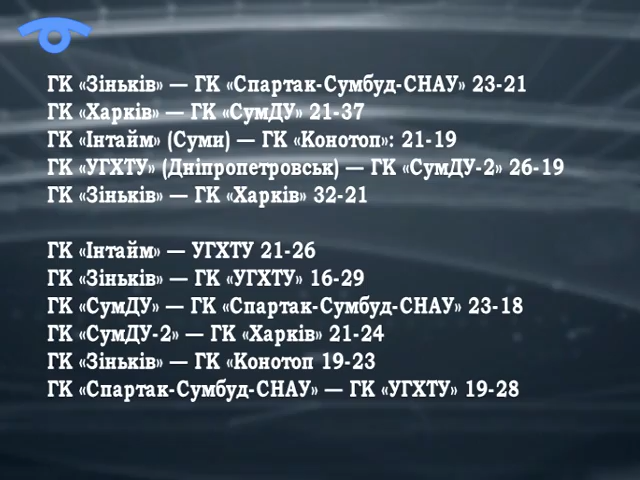 ГК «Зіньків» — ГК «Спартак-Сумбуд-СНАУ» 23-21
ГК «Харків» — ГК «СумДУ» 21-37
ГК «Інтайм» (Суми) — ГК «Конотоп»: 21-19
ГК «УГХТУ» (Дніпропетровськ) — ГК «СумДУ-2» 26-19
ГК «Зіньків» — ГК «Харків» 32-21
ГК «Інтайм» — УГХТУ 21-26
ГК «Зіньків» — ГК «УГХТУ» 16-29
ГК «СумДУ» — ГК «Спартак-Сумбуд-СНАУ» 23-18
ГК «СумДУ-2» — ГК «Харків» 21-24
ГК «Зіньків» — ГК «Конотоп 19-23
ГК «Спартак-Сумбуд-СНАУ» — ГК «УГХТУ» 19-28